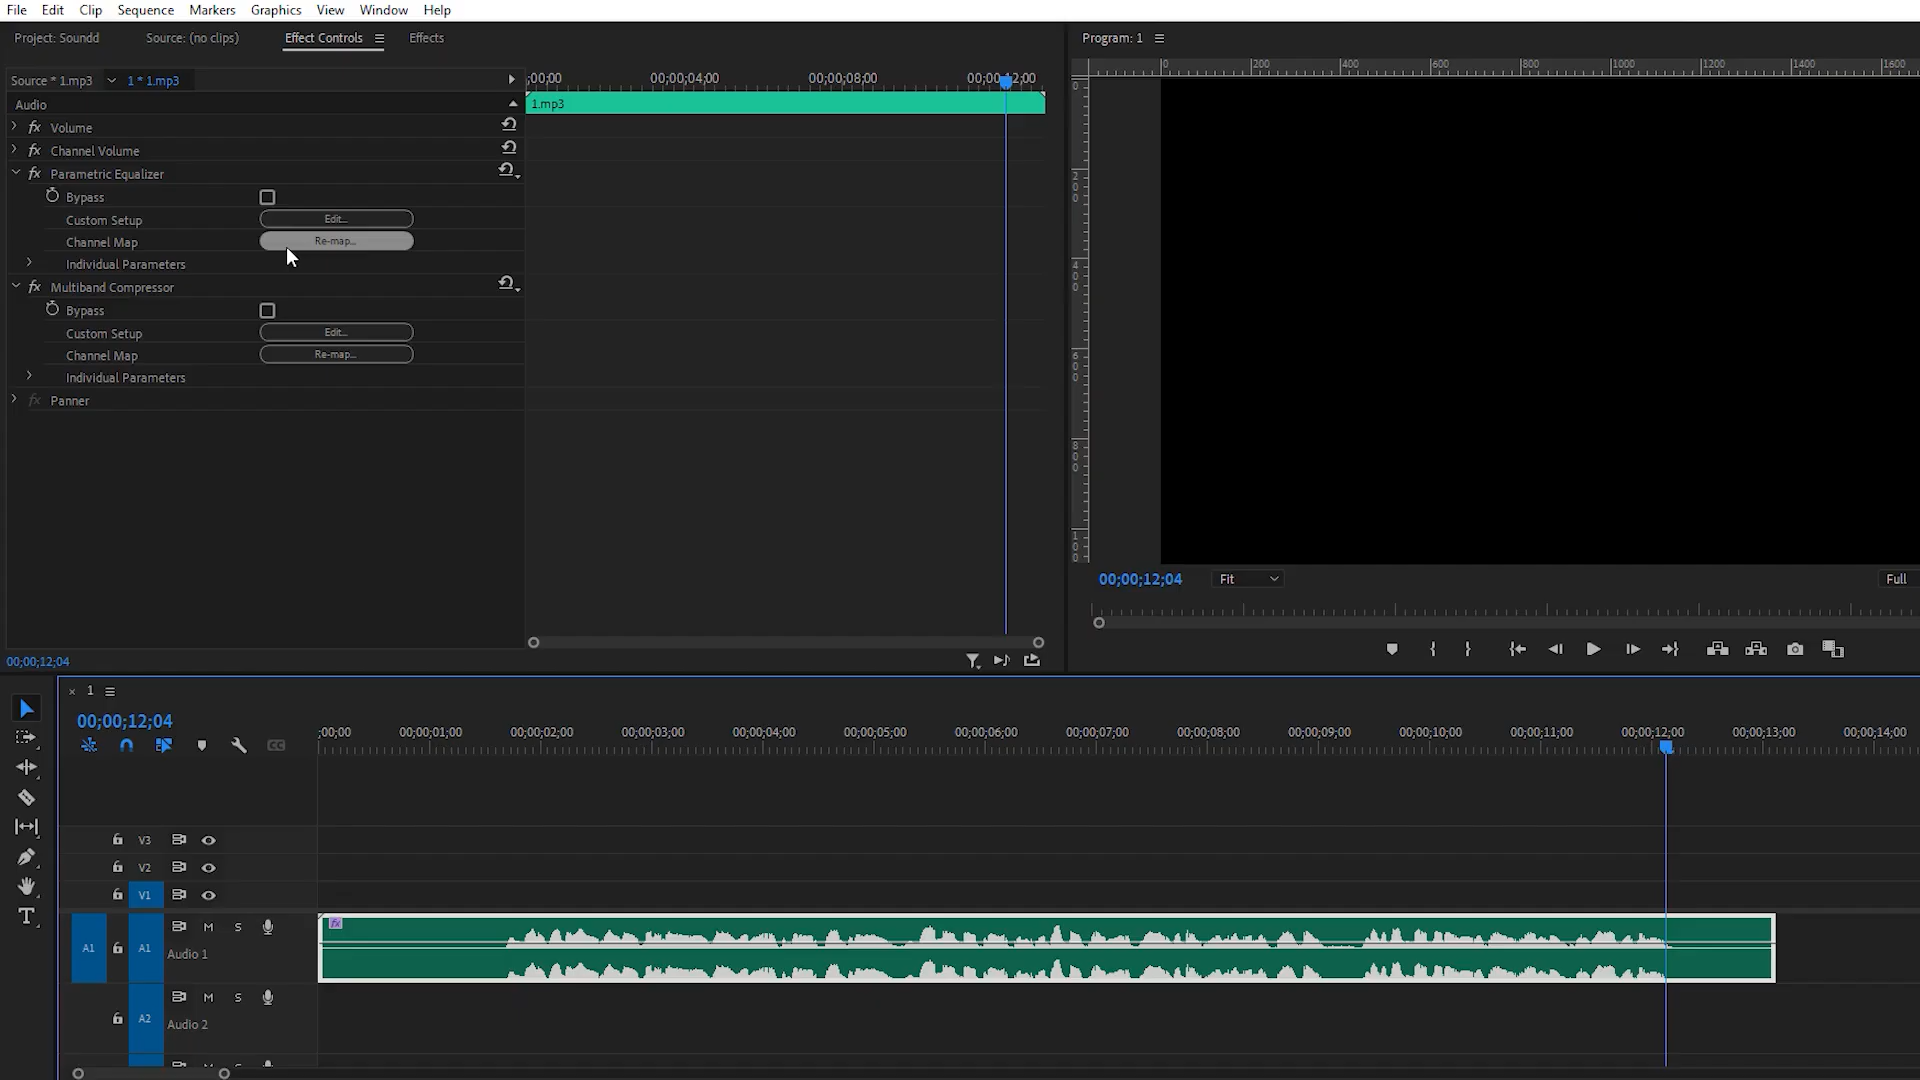 File Edit Clip Sequence Markers Graphics View Window Help
Project: Soundd Source: (no clips) Effect Controls Effects
Program: 1
Source * 1.mp3 1 * 1.mp3
;00;00 00;00;04;00 00;00;08;00 00;00;12;00
0 200 400 600 800 1000 1200 1400 1600
Audio
1.mp3
Volume
Channel Volume
Parametric Equalizer
Bypass
Custom Setup Edit...
Channel Map Re-map...
Individual Parameters
Multiband Compressor
Bypass
Custom Setup Edit...
Channel Map Re-map...
Individual Parameters
Panner
0
200
400
600
800
00;00;12;04 Fit Full
00;00;12;04
1
00;00;12;04
;00;00 00;00;01;00 00;00;02;00 00;00;03;00 00;00;04;00 00;00;05;00 00;00;06;00 00;00;07;00 00;00;08;00 00;00;09;00 00;00;10;00 00;00;11;00 00;00;12;00 00;00;13;00 00;00;14;00
CC
V3
V2
V1
fx
A1 A1 M S
Audio 1
M S
A2
Audio 2